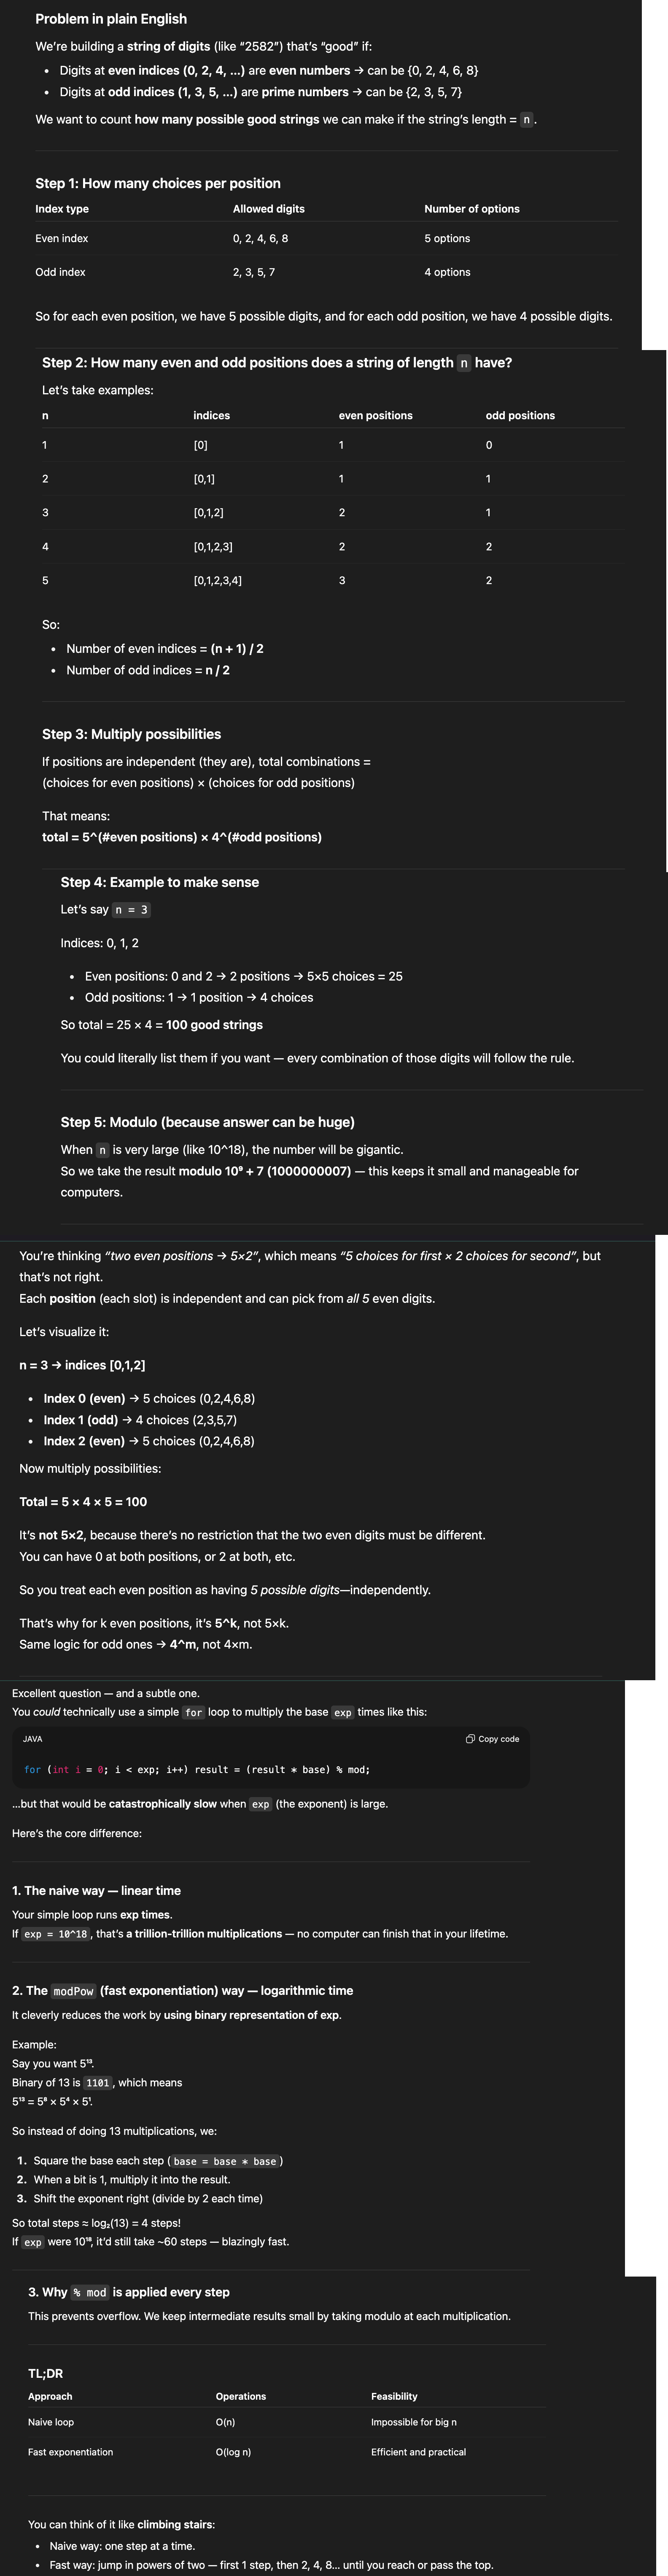 Problem in plain English
We're building a string of digits (like “2582”) that's “good” if:
• Digits at even indices (0, 2, 4, ...) are even numbers → can be {0, 2, 4, 6, 8}
• Digits at odd indices (1, 3, 5, ...) are prime numbers → can be {2, 3, 5, 7}
We want to count how many possible good strings we can make if the string's length = n.
Step 1: How many choices per position
Index type Allowed digits Number of options
Even index 0, 2, 4, 6, 8 5 options
Odd index 2, 3, 5, 7 4 options
So for each even position, we have 5 possible digits, and for each odd position, we have 4 possible digits.
Step 2: How many even and odd positions does a string of length n have?
Let's take examples:
n indices even positions odd positions
1 [0] 1 0
2 [0,1] 1 1
3 [0,1,2] 2 1
4 [0,1,2,3] 2 2
5 [0,1,2,3,4] 3 2
So:
• Number of even indices = (n + 1) / 2
• Number of odd indices = n / 2
Step 3: Multiply possibilities
If positions are independent (they are), total combinations =
(choices for even positions) × (choices for odd positions)
That means:
total = 5^(#even positions) × 4^(#odd positions)
Step 4: Example to make sense
Let's say n = 3
Indices: 0, 1, 2
• Even positions: 0 and 2 → 2 positions → 5×5 choices = 25
• Odd positions: 1 → 1 position → 4 choices
So total = 25 × 4 = 100 good strings
You could literally list them if you want — every combination of those digits will follow the rule.
Step 5: Modulo (because answer can be huge)
When n is very large (like 10^18), the number will be gigantic.
So we take the result modulo 10⁹ + 7 (1000000007) — this keeps it small and manageable for
computers.
You're thinking “two even positions → 5×2”, which means “5 choices for first × 2 choices for second”, but
that's not right.
Each position (each slot) is independent and can pick from all 5 even digits.
Let's visualize it:
n = 3 → indices [0,1,2]
• Index 0 (even) → 5 choices (0,2,4,6,8)
• Index 1 (odd) → 4 choices (2,3,5,7)
• Index 2 (even) → 5 choices (0,2,4,6,8)
Now multiply possibilities:
Total = 5 × 4 × 5 = 100
It's not 5×2, because there's no restriction that the two even digits must be different.
You can have 0 at both positions, or 2 at both, etc.
So you treat each even position as having 5 possible digits—independently.
That's why for k even positions, it's 5^k, not 5×k.
Same logic for odd ones → 4^m, not 4×m.
Excellent question — and a subtle one.
You could technically use a simple for loop to multiply the base exp times like this:
JAVA Copy code
for (int i = 0; i < exp; i++) result = (result * base) % mod;
...but that would be catastrophically slow when exp (the exponent) is large.
Here's the core difference:
1. The naive way — linear time
Your simple loop runs exp times.
If exp = 10^18, that's a trillion-trillion multiplications — no computer can finish that in your lifetime.
2. The modPow (fast exponentiation) way — logarithmic time
It cleverly reduces the work by using binary representation of exp.
Example:
Say you want 5¹³.
Binary of 13 is 1101, which means
5¹³ = 5⁸ × 5⁴ × 5¹.
So instead of doing 13 multiplications, we:
1. Square the base each step (base = base * base)
2. When a bit is 1, multiply it into the result.
3. Shift the exponent right (divide by 2 each time)
So total steps ≈ log₂(13) = 4 steps!
If exp were 10¹⁸, it'd still take ~60 steps — blazingly fast.
3. Why % mod is applied every step
This prevents overflow. We keep intermediate results small by taking modulo at each multiplication.
TL;DR
Approach Operations Feasibility
Naive loop O(n) Impossible for big n
Fast exponentiation O(log n) Efficient and practical
You can think of it like climbing stairs:
• Naive way: one step at a time.
• Fast way: jump in powers of two — first 1 step, then 2, 4, 8... until you reach or pass the top.